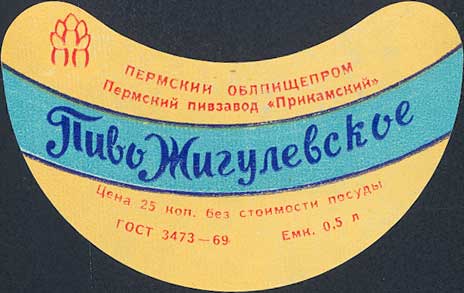 ПЕРМСКИЙ ОБЛПИЩЕПРОМ
Пермский пивзавод «Прикамский»
Пиво Жигулевское
Цена 25 коп. без стоимости посуды
ГОСТ 3473—69 Емк. 0,5 л